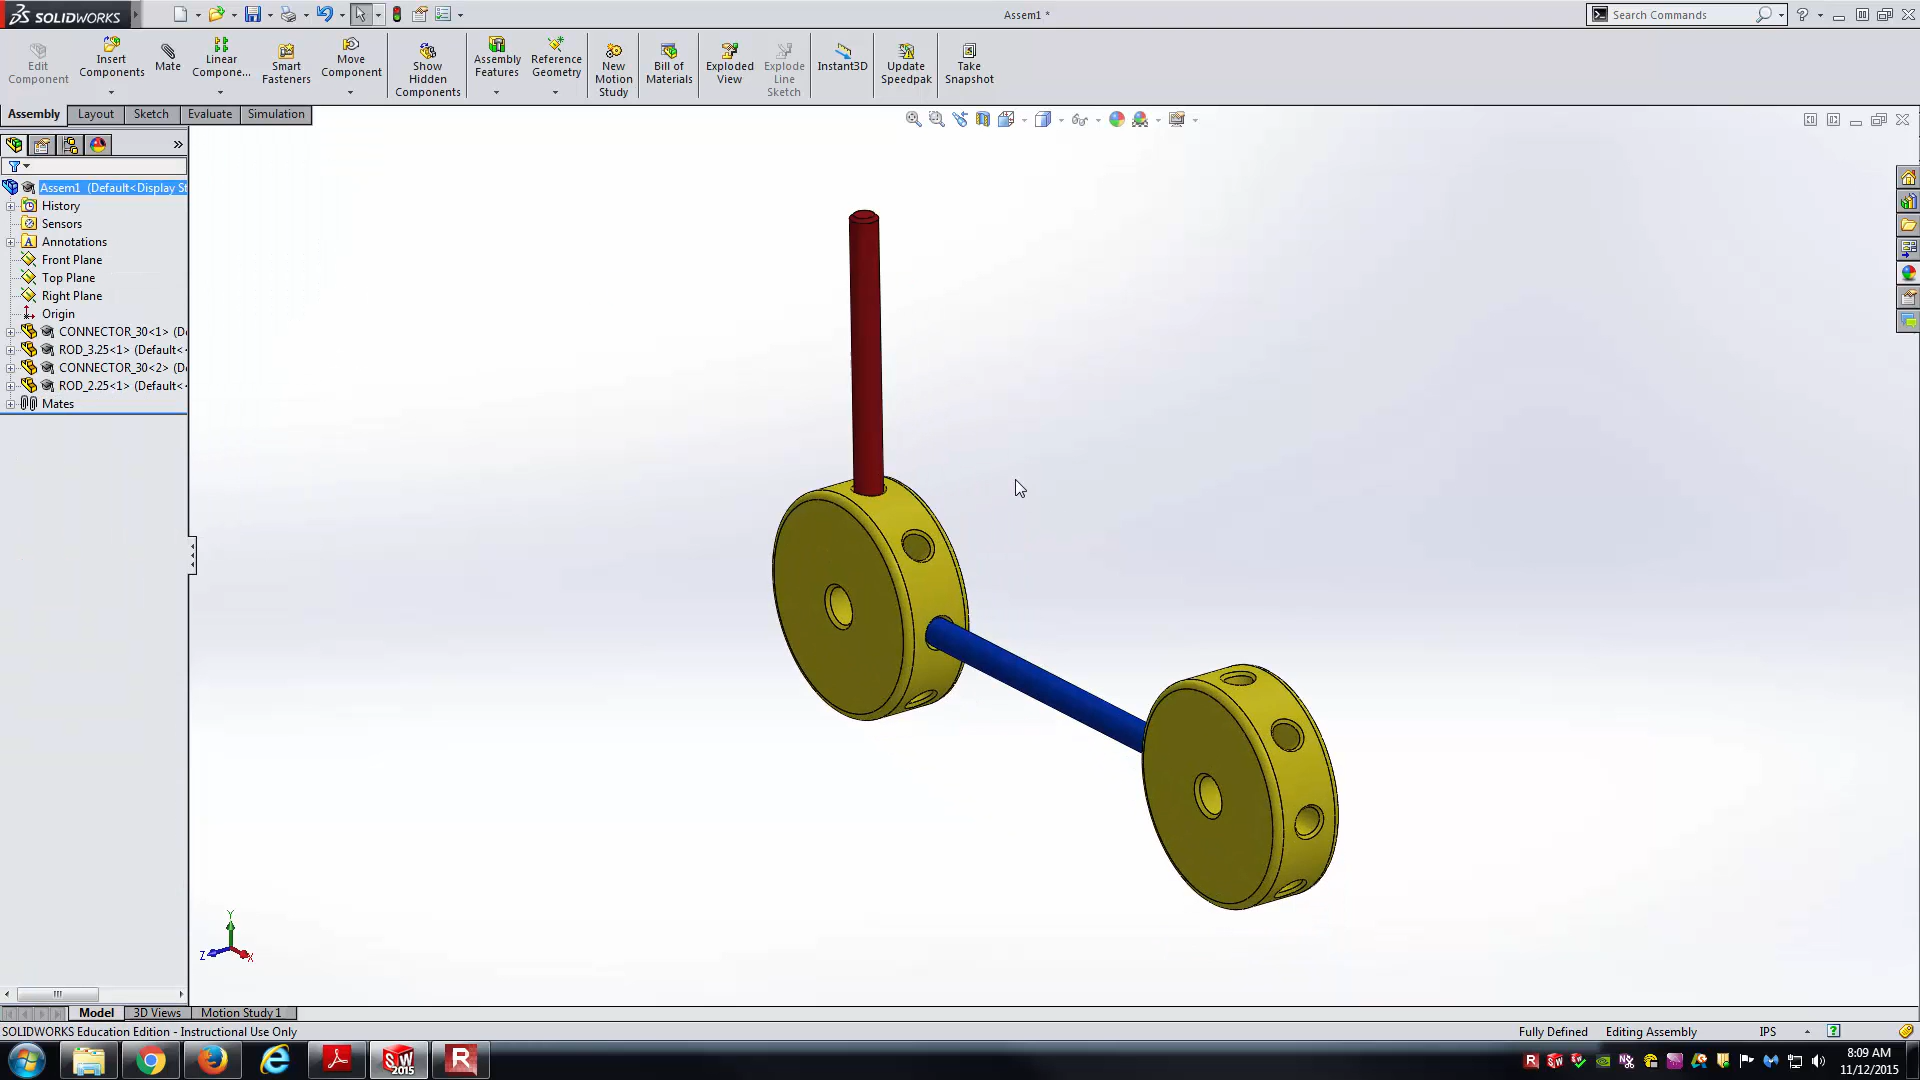 SOLIDWORKS
Assem1 *
Search Commands
Edit Component
Insert Components
Mate
Linear Compone...
Smart Fasteners
Move Component
Show Hidden Components
Assembly Features
Reference Geometry
New Motion Study
Bill of Materials
Exploded View
Explode Line Sketch
Instant3D
Update Speedpak
Take Snapshot
Assembly Layout Sketch Evaluate Simulation
Assem1 (Default<Display St
History
Sensors
Annotations
Front Plane
Top Plane
Right Plane
Origin
CONNECTOR_30<1> (De
ROD_3.25<1> (Default<
CONNECTOR_30<2> (De
ROD_2.25<1> (Default<
Mates
Y
Z X
Model 3D Views Motion Study 1
SOLIDWORKS Education Edition - Instructional Use Only
Fully Defined Editing Assembly IPS
SW 2015
R
8:09 AM
11/12/2015